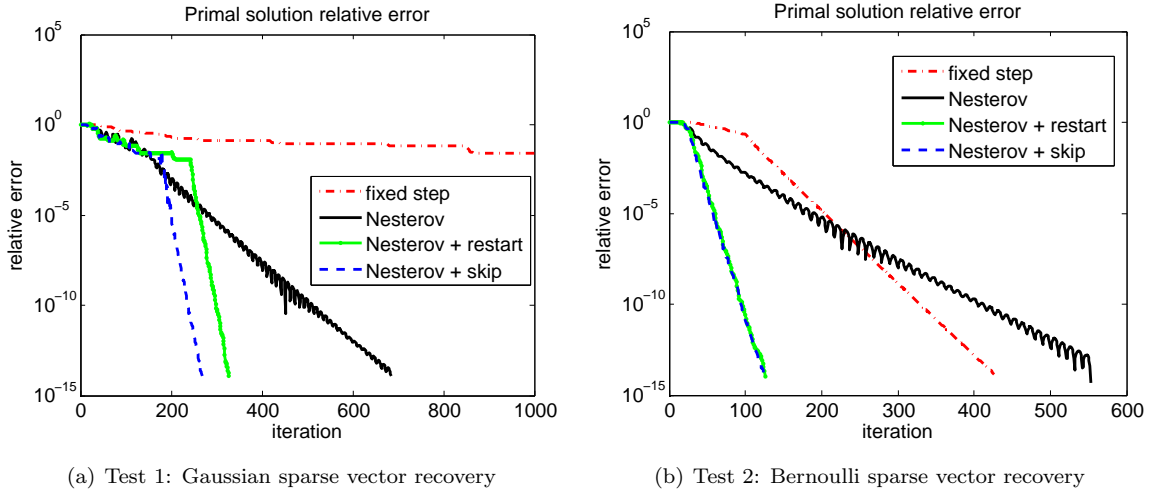 Primal solution relative error
10^5
10^0
10^−5
10^−10
10^−15
relative error
fixed step
Nesterov
Nesterov + restart
Nesterov + skip
0 200 400 600 800 1000
iteration
(a) Test 1: Gaussian sparse vector recovery
Primal solution relative error
10^5
10^0
10^−5
10^−10
10^−15
relative error
fixed step
Nesterov
Nesterov + restart
Nesterov + skip
0 100 200 300 400 500 600
iteration
(b) Test 2: Bernoulli sparse vector recovery